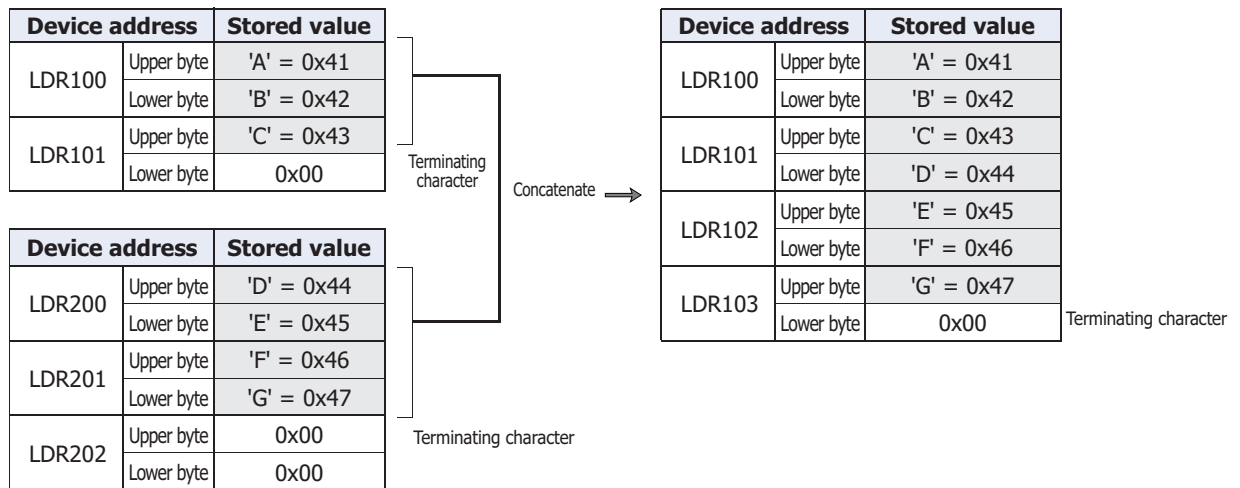 Device address Stored value
LDR100 Upper byte 'A' = 0x41
Lower byte 'B' = 0x42
LDR101 Upper byte 'C' = 0x43
Lower byte 0x00
Terminating
character
Device address Stored value
LDR200 Upper byte 'D' = 0x44
Lower byte 'E' = 0x45
LDR201 Upper byte 'F' = 0x46
Lower byte 'G' = 0x47
LDR202 Upper byte 0x00
Lower byte 0x00
Terminating character
Concatenate
Device address Stored value
LDR100 Upper byte 'A' = 0x41
Lower byte 'B' = 0x42
LDR101 Upper byte 'C' = 0x43
Lower byte 'D' = 0x44
LDR102 Upper byte 'E' = 0x45
Lower byte 'F' = 0x46
LDR103 Upper byte 'G' = 0x47
Lower byte 0x00
Terminating character